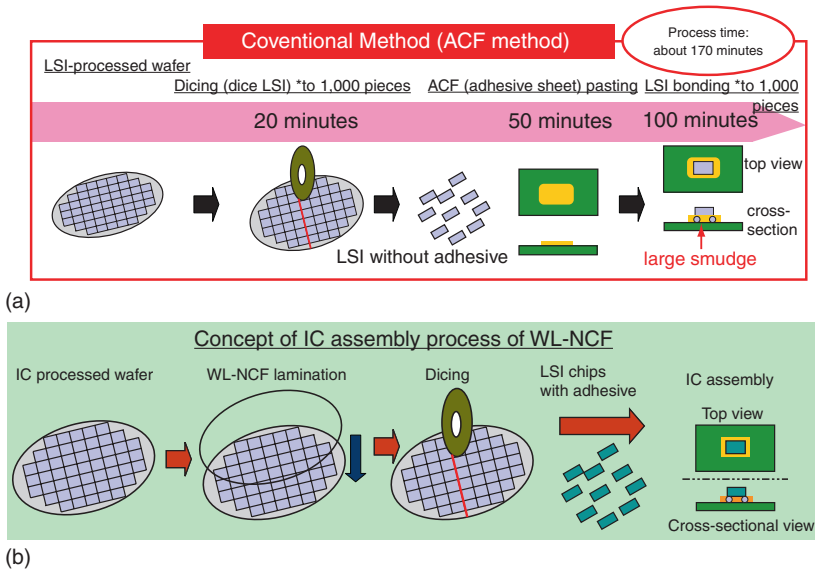 Coventional Method (ACF method)
Process time:
about 170 minutes
LSI-processed wafer
Dicing (dice LSI) *to 1,000 pieces
ACF (adhesive sheet) pasting
LSI bonding *to 1,000
pieces
20 minutes
50 minutes
100 minutes
top view
cross-
section
LSI without adhesive
large smudge
(a)
Concept of IC assembly process of WL-NCF
IC processed wafer
WL-NCF lamination
Dicing
LSI chips
with adhesive
IC assembly
Top view
Cross-sectional view
(b)